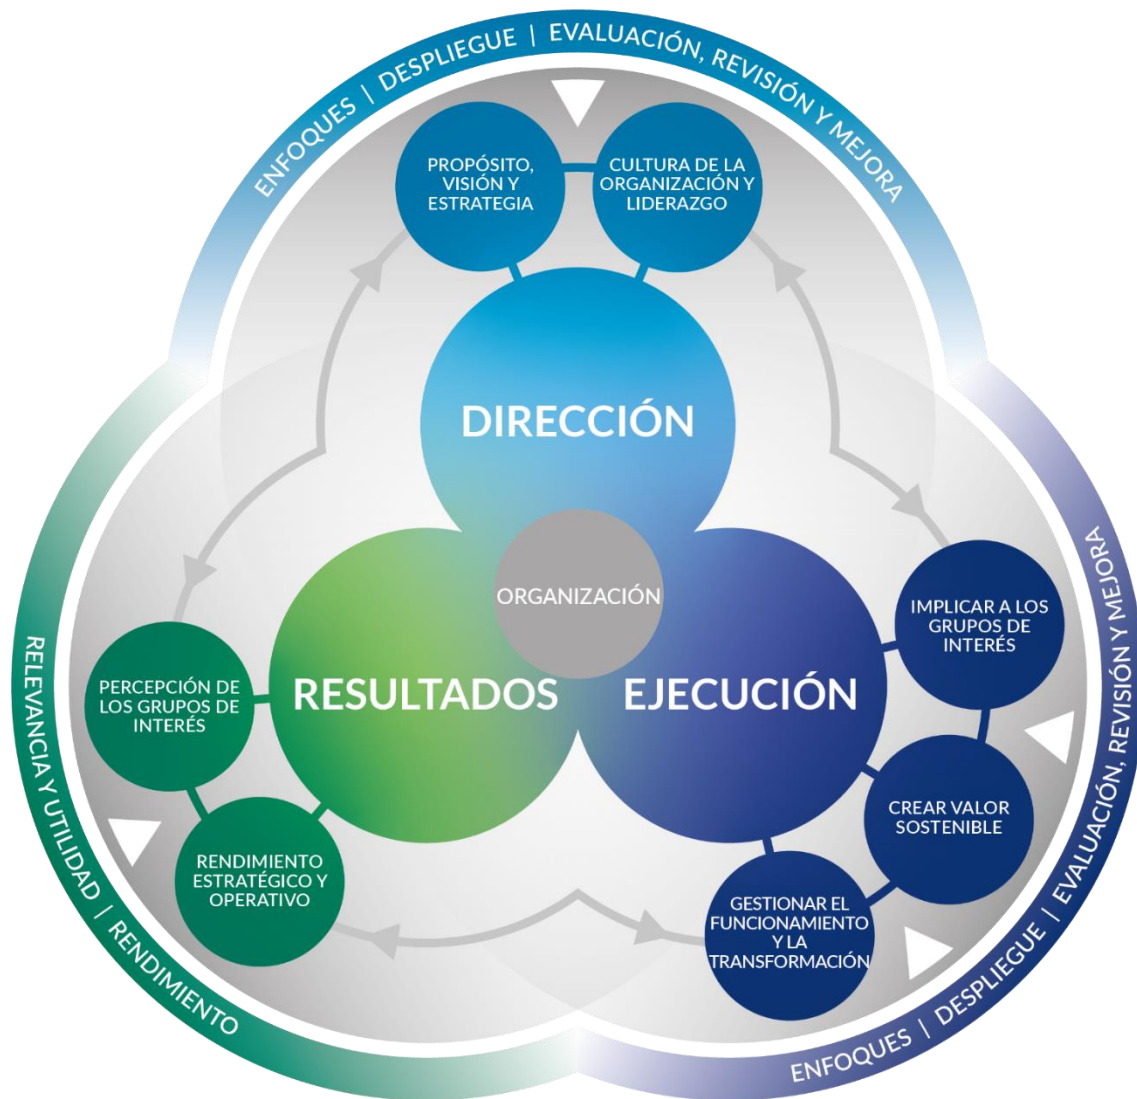 ENFOQUES | DESPLIEGUE | EVALUACIÓN, REVISIÓN Y MEJORA
PROPÓSITO,
VISIÓN Y
ESTRATEGIA
CULTURA DE LA
ORGANIZACIÓN Y
LIDERAZGO
DIRECCIÓN
ORGANIZACIÓN
RESULTADOS
EJECUCIÓN
IMPLICAR A LOS
GRUPOS DE
INTERÉS
CREAR VALOR
SOSTENIBLE
GESTIONAR EL
FUNCIONAMIENTO
Y LA
TRANSFORMACIÓN
ENFOQUES | DESPLIEGUE | EVALUACIÓN, REVISIÓN Y MEJORA
PERCEPCIÓN DE
LOS GRUPOS DE
INTERÉS
RENDIMIENTO
ESTRATÉGICO Y
OPERATIVO
RELEVANCIA Y UTILIDAD | RENDIMIENTO